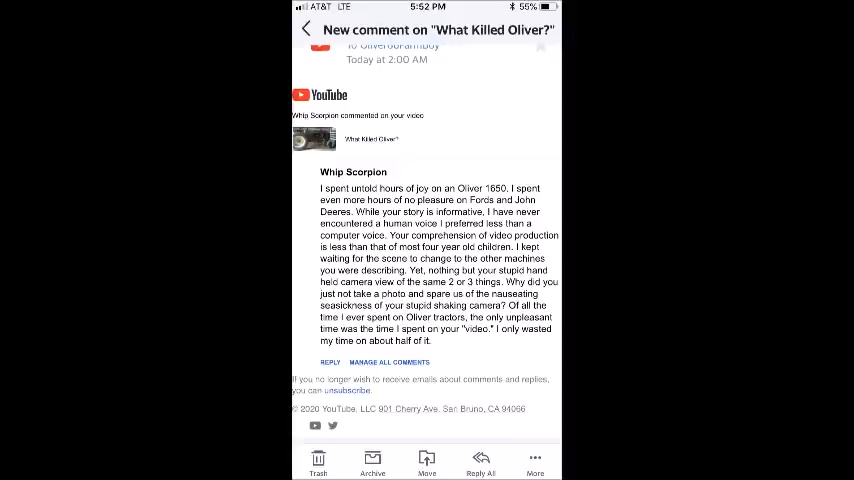 AT&T LTE 5:52 PM 55%
New comment on "What Killed Oliver?"
To Oliver66FarmBoy
Today at 2:00 AM
YouTube
Whip Scorpion commented on your video
What Killed Oliver?
Whip Scorpion
I spent untold hours of joy on an Oliver 1650. I spent
even more hours of no pleasure on Fords and John
Deeres. While your story is informative, I have never
encountered a human voice I preferred less than a
computer voice. Your comprehension of video production
is less than that of most four year old children. I kept
waiting for the scene to change to the other machines
you were describing. Yet, nothing but your stupid hand
held camera view of the same 2 or 3 things. Why did you
just not take a photo and spare us of the nauseating
seasickness of your stupid shaking camera? Of all the
time I ever spent on Oliver tractors, the only unpleasant
time was the time I spent on your "video." I only wasted
my time on about half of it.
REPLY MANAGE ALL COMMENTS
If you no longer wish to receive emails about comments and replies,
you can unsubscribe.
© 2020 YouTube, LLC 901 Cherry Ave, San Bruno, CA 94066
Trash Archive Move Reply All More